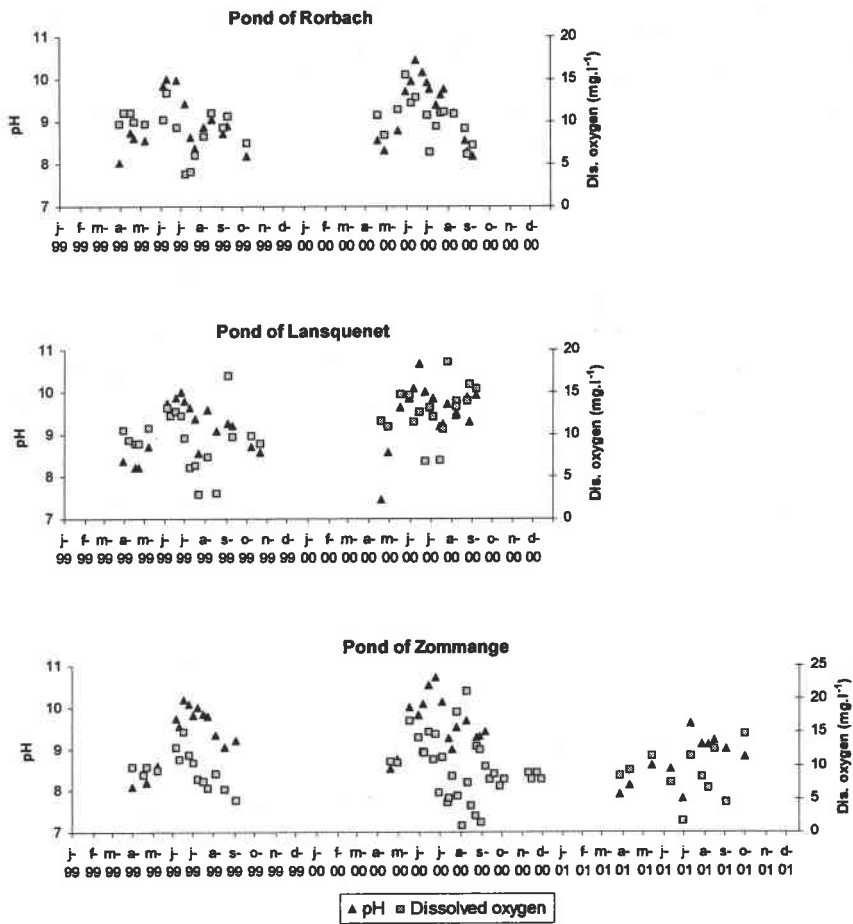 Pond of Rorbach
11
10
9
8
7
pH
20
15
10
5
0
Dis. oxygen (mg.l⁻¹)
j- f- m- a- m- j- j- a- s- o- n- d- j- f- m- a- m- j- j- a- s- o- n- d-
99 99 99 99 99 99 99 99 99 99 99 99 00 00 00 00 00 00 00 00 00 00 00 00
Pond of Lansquenet
11
10
9
8
7
pH
20
15
10
5
0
Dis. oxygen (mg.l⁻¹)
j- f- m- a- m- j- j- a- s- o- n- d- j- f- m- a- m- j- j- a- s- o- n- d-
99 99 99 99 99 99 99 99 99 99 99 99 00 00 00 00 00 00 00 00 00 00 00 00
Pond of Zommange
11
10
9
8
7
pH
25
20
15
10
5
0
Dis. oxygen (mg.l⁻¹)
j- f- m- a- m- j- j- a- s- o- n- d- j- f- m- a- m- j- j- a- s- o- n- d- j- f- m- a- m- j- j- a- s- o- n- d-
99 99 99 99 99 99 99 99 99 99 99 99 00 00 00 00 00 00 00 00 00 00 00 00 01 01 01 01 01 01 01 01 01 01 01 01
pH Dissolved oxygen